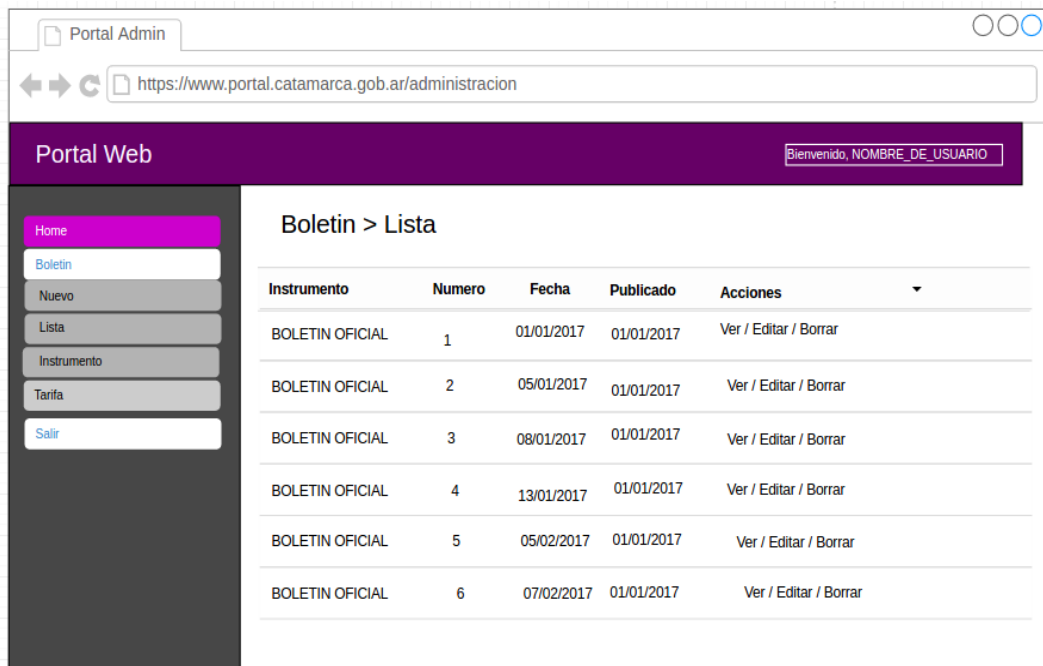 Portal Admin
https://www.portal.catamarca.gob.ar/administracion
Portal Web
Bienvenido, NOMBRE_DE_USUARIO
Home
Boletin
Nuevo
Lista
Instrumento
Tarifa
Salir
Boletin > Lista
Instrumento Numero Fecha Publicado Acciones
BOLETIN OFICIAL 1 01/01/2017 01/01/2017 Ver / Editar / Borrar
BOLETIN OFICIAL 2 05/01/2017 01/01/2017 Ver / Editar / Borrar
BOLETIN OFICIAL 3 08/01/2017 01/01/2017 Ver / Editar / Borrar
BOLETIN OFICIAL 4 13/01/2017 01/01/2017 Ver / Editar / Borrar
BOLETIN OFICIAL 5 05/02/2017 01/01/2017 Ver / Editar / Borrar
BOLETIN OFICIAL 6 07/02/2017 01/01/2017 Ver / Editar / Borrar